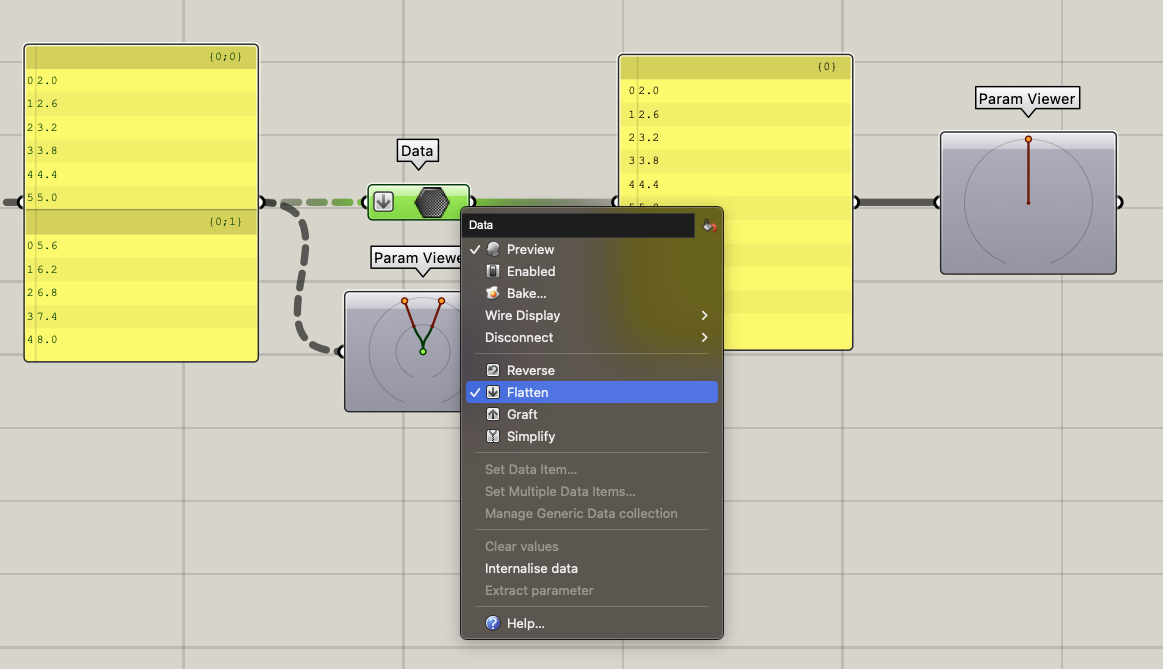 {0;0}
0 2.0
1 2.6
2 3.2
3 3.8
4 4.4
5 5.0
{0;1}
0 5.6
1 6.2
2 6.8
3 7.4
4 8.0
Data
Param Viewe
{0}
0 2.0
1 2.6
2 3.2
3 3.8
4 4.4
Param Viewer
Data
Preview
Enabled
Bake...
Wire Display
Disconnect
Reverse
Flatten
Graft
Simplify
Set Data Item...
Set Multiple Data Items...
Manage Generic Data collection
Clear values
Internalise data
Extract parameter
Help...